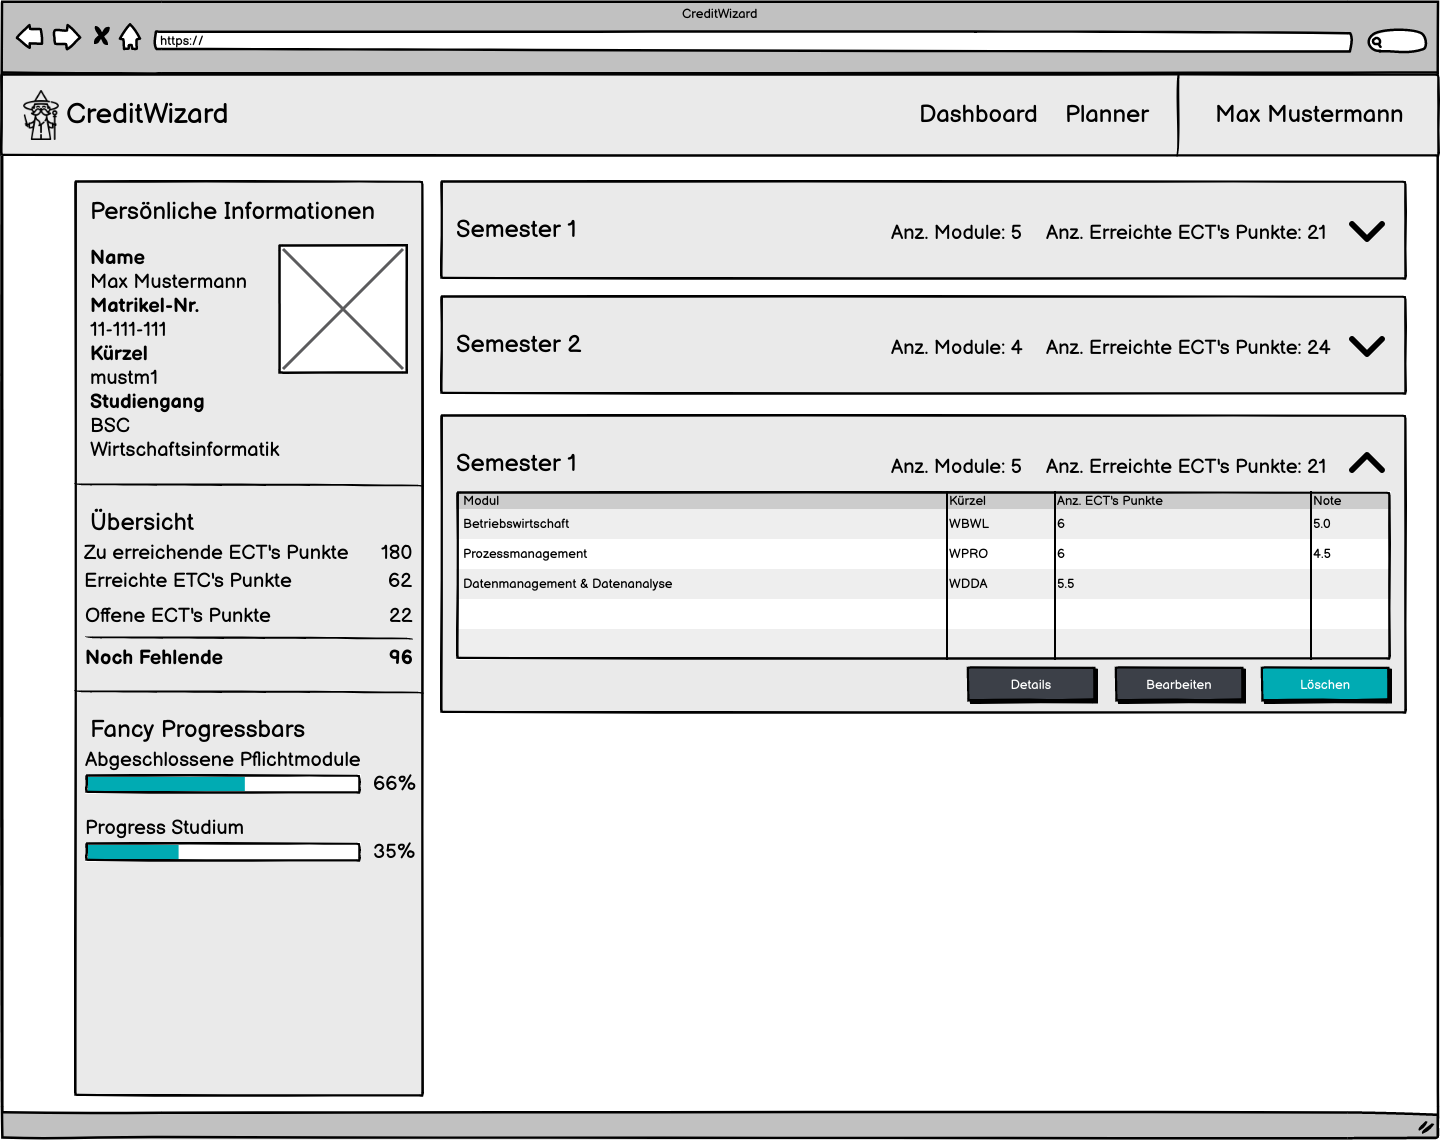 CreditWizard
https://
CreditWizard
Dashboard
Planner
Max Mustermann
Persönliche Informationen
Name
Max Mustermann
Matrikel-Nr.
11-111-111
Kürzel
mustm1
Studiengang
BSC
Wirtschaftsinformatik
Übersicht
Zu erreichende ECT's Punkte 180
Erreichte ETC's Punkte 62
Offene ECT's Punkte 22
Noch Fehlende 96
Fancy Progressbars
Abgeschlossene Pflichtmodule
66%
Progress Studium
35%
Semester 1 Anz. Module: 5 Anz. Erreichte ECT's Punkte: 21
Semester 2 Anz. Module: 4 Anz. Erreichte ECT's Punkte: 24
Semester 1 Anz. Module: 5 Anz. Erreichte ECT's Punkte: 21
Modul Kürzel Anz. ECT's Punkte Note
Betriebswirtschaft WBWL 6 5.0
Prozessmanagement WPRO 6 4.5
Datenmanagement & Datenanalyse WDDA 5.5
Details Bearbeiten Löschen